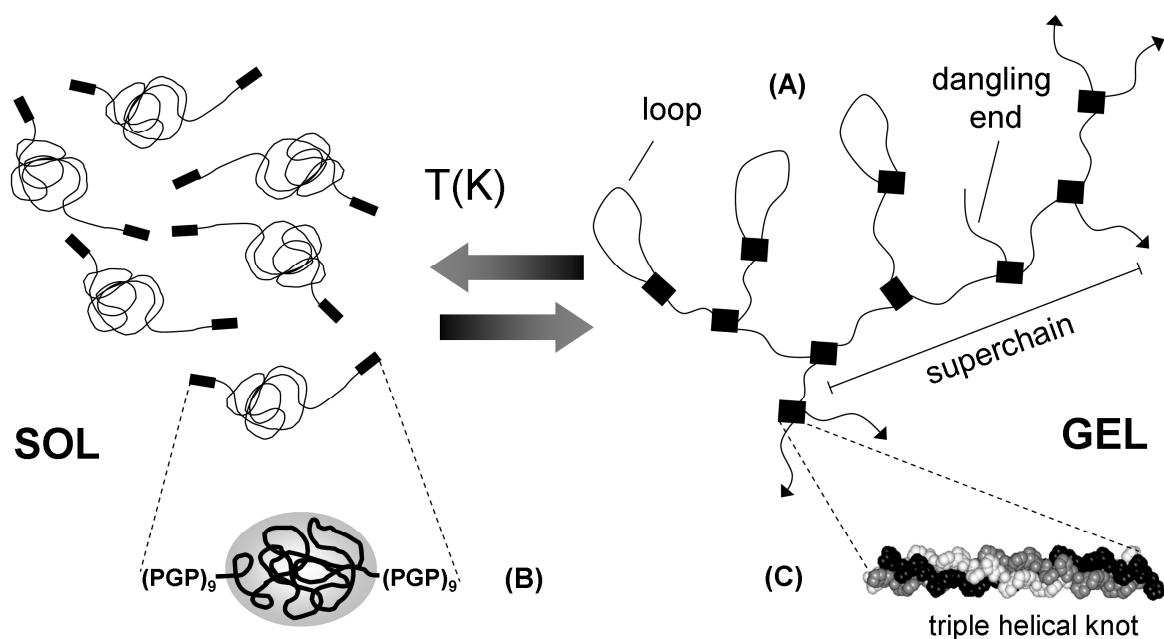 (A)
dangling
end
loop
T(K)
superchain
SOL
GEL
(PGP)9
(PGP)9
(B)
(C)
triple helical knot